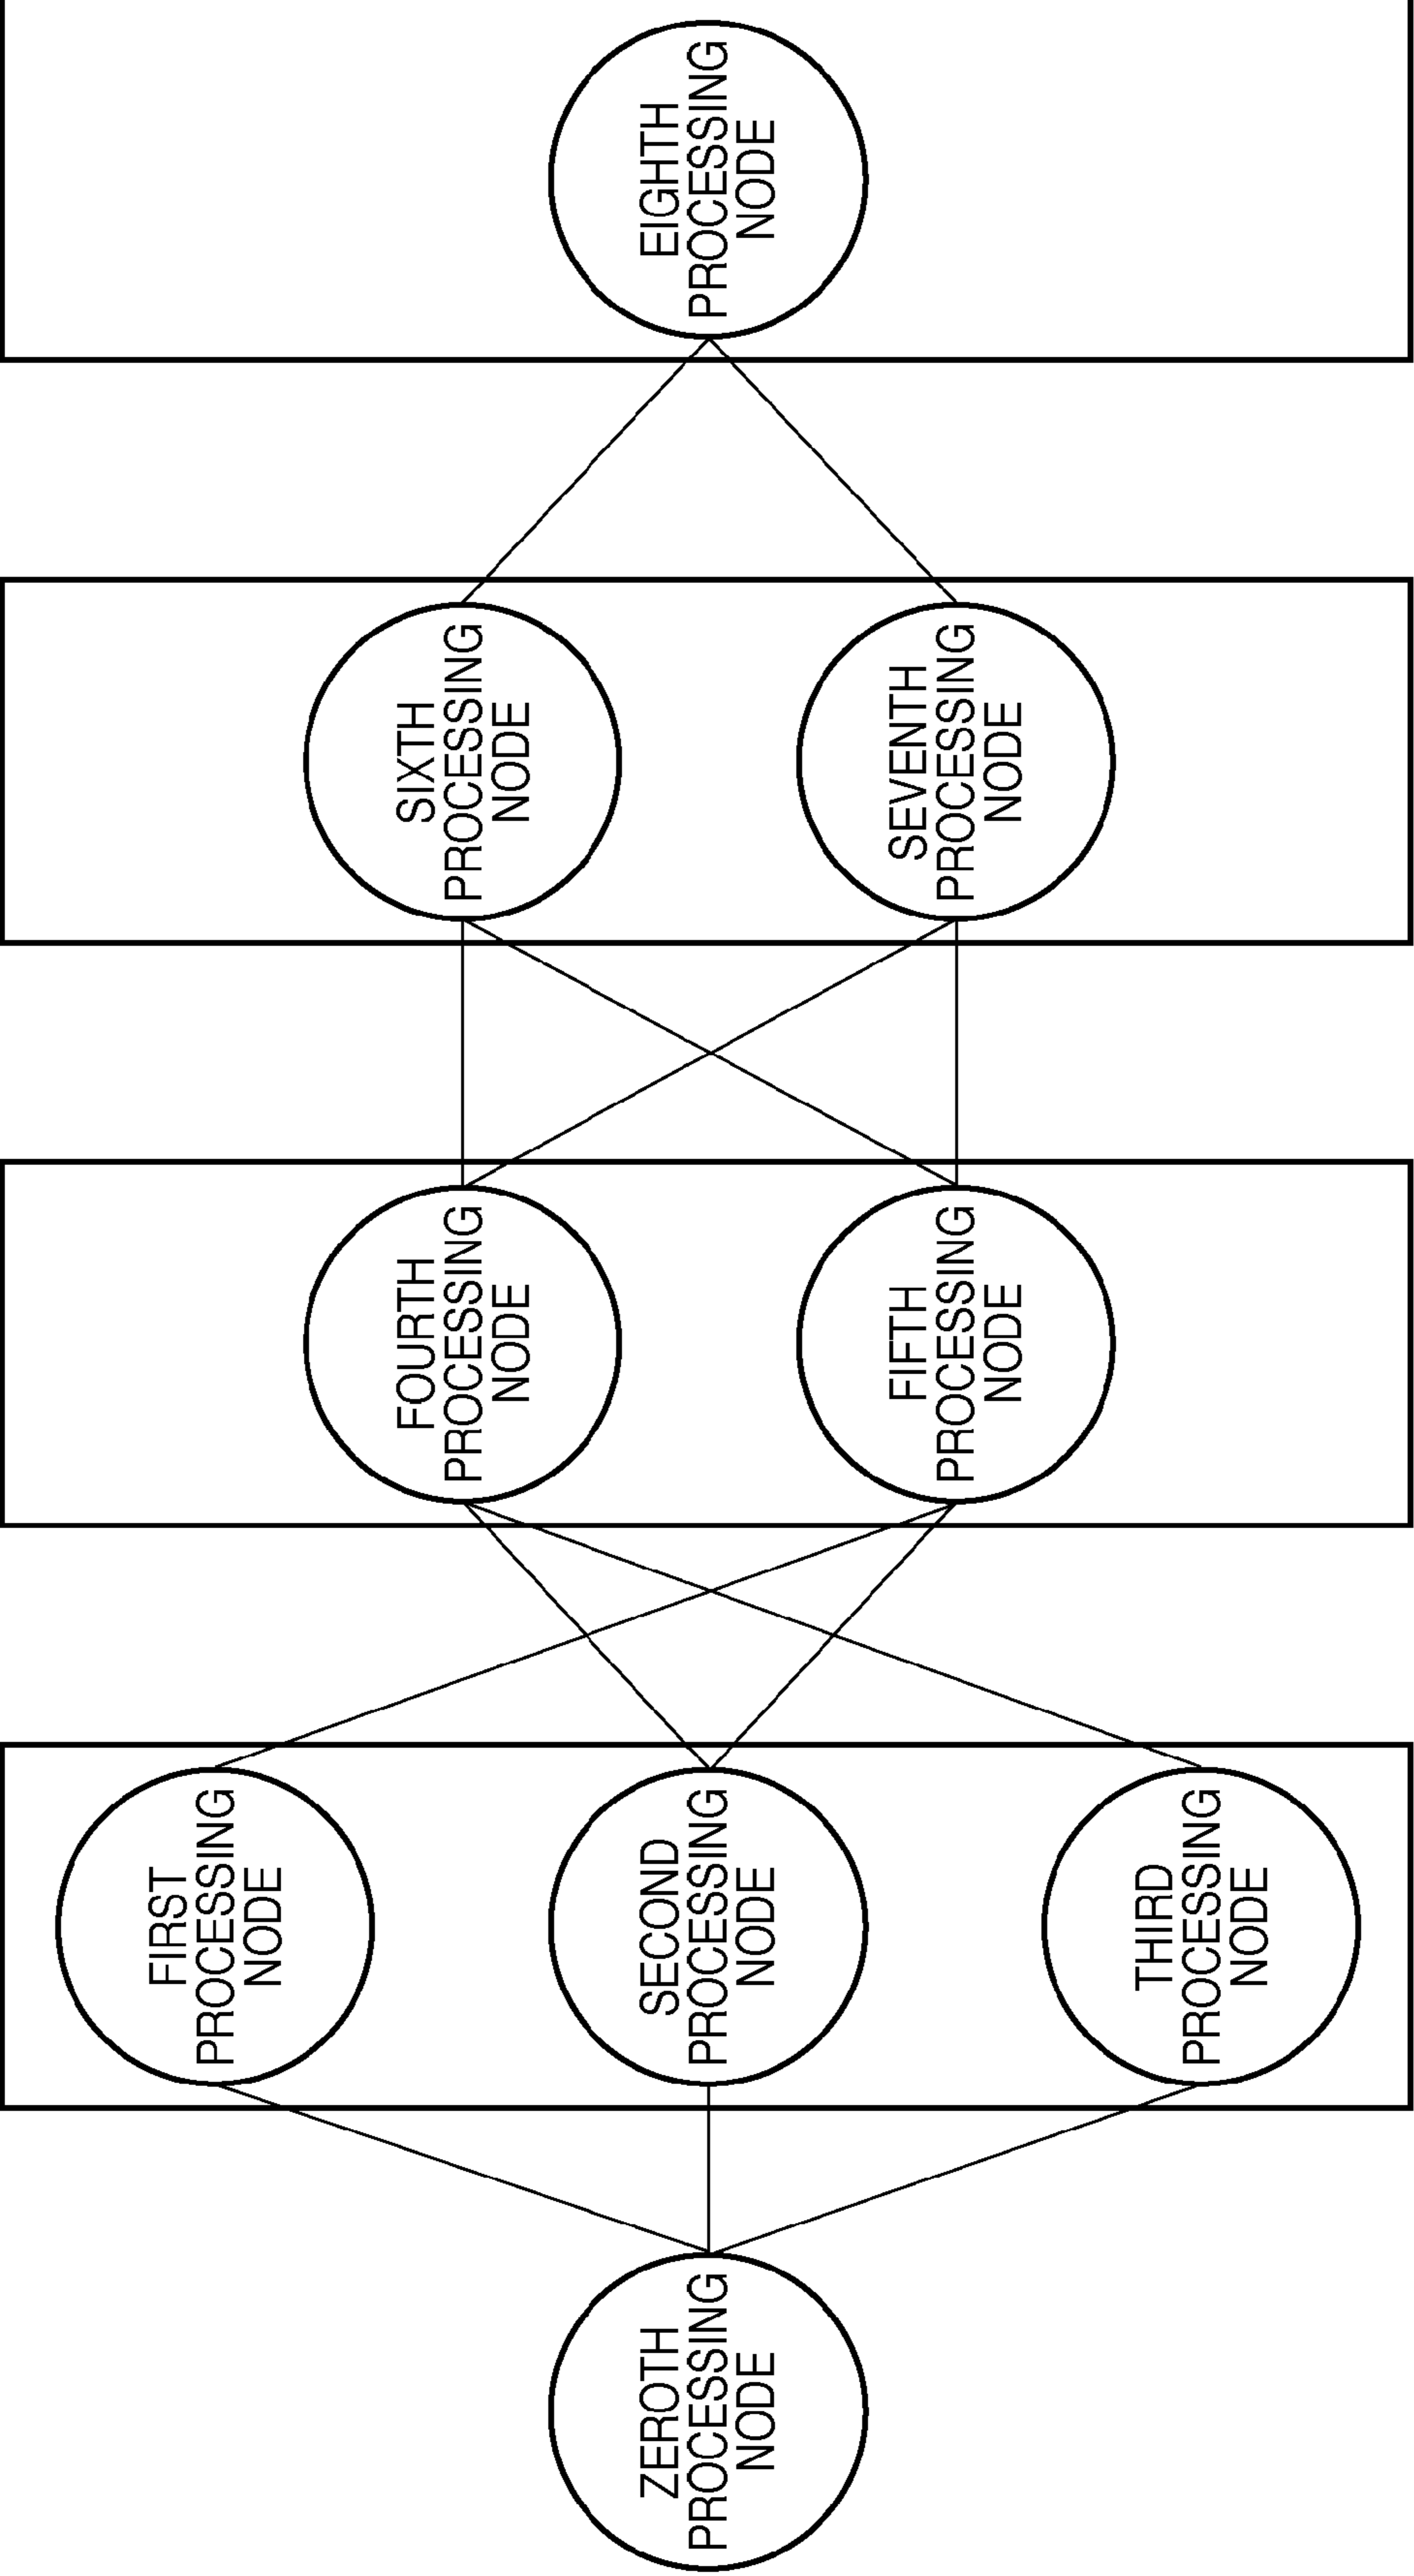 ZEROTH
PROCESSING
NODE
FIRST
PROCESSING
NODE
SECOND
PROCESSING
NODE
THIRD
PROCESSING
NODE
FOURTH
PROCESSING
NODE
FIFTH
PROCESSING
NODE
SIXTH
PROCESSING
NODE
SEVENTH
PROCESSING
NODE
EIGHTH
PROCESSING
NODE